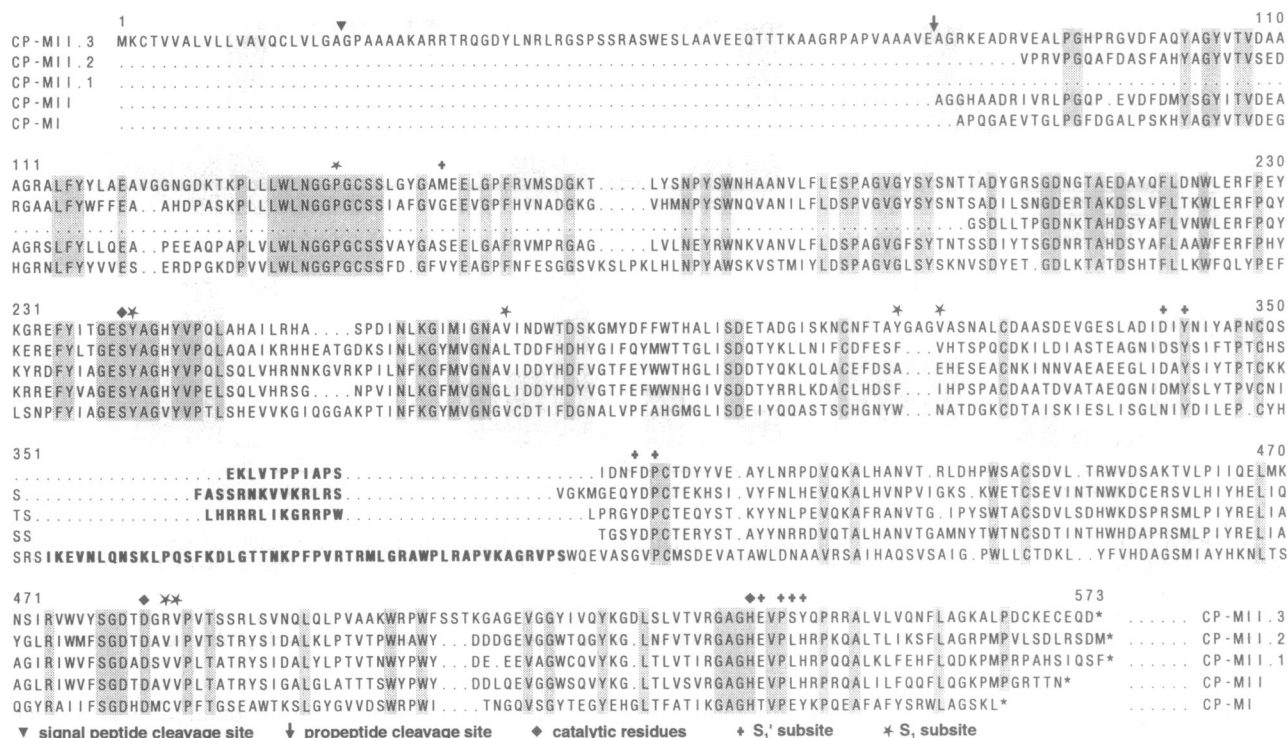 1 110
CP-MII.3 MKCTVVALVLLVAVQCLVLGAGPAAAAKARRTRQGDYLNRLRGSPSSRASWESLAAVEEQTTTKAAGRPAPVAAAVEAGRKEADRVEALPGHPRGVDFAQYAGYVTVDAA
CP-MII.2 VPRVPGQAFDASFAHYAGYVTVSED
CP-MII.1
CP-MII AGGHAADRIVRLPGQP.EVDFDMYSGYITVDEA
CP-MI APQGAEVTGLPGFDGALPSKHYAGYVTVDEG
111 ☆ + 230
AGRALFYYLAEAVGGNGDKTKPLLLWLNGGPGCSSLGYGAMEELGPFRVMSDGKT.....LYSNPYSWNHAANVLFLESPAGVGYSYSNTTADYGRSGDNGTAEDAYQFLDNWLERFPEY
RGAALFYWFFEA..AHDPASKPLLLWLNGGPGCSSIAFGVGEEVGPFHVNADGKG.....VHMNPYSWNQVANILFLDSPVGVGYSYSNTSADILSNGDERTAKDSLVFLTKWLERFPQY
GSDLLTPGDNKTAHDSYAFLVNWLERFPQY
AGRSLFYLLQEA..PEEAQPAPLVLWLNGGPGCSSVAYGASEELGAFRVMPRGAG.....LVLNEYRWNKVANVLFLDSPAGVGFSYTNTSSDIYTSGDNRTAHDSYAFLAAWFERFPHY
HGRNLFYYVVES..ERDPGKDPVVLWLNGGPGCSSFD.GFVYEAGPFNFESGGSVKSLPKLHLNPYAWSKVSTMIYLDSPAGVGLSYSKNVSDYET.GDLKTATDSHTFLLKWFQLYPEF
231 ◆☆ ☆ ☆ ☆ + + 350
KGREFYITGESYAGHYVPQLAHAILRHA....SPDINLKGIMIGNAVINDWTDSKGMYDFFWTHALISDETADGISKNCNFTAYGAGVASNALCDAASDEVGESLADIDIYNIYAPNCQS
KEREFYLTGESYAGHYVPQLAQAIKRHHEATGDKSINLKGYMVGNALTDDFHDHYGIFQYMWTTGLISDQTYKLLNIFCDFESF...VHTSPQCDKILDIASTEAGNIDSYSIFTPTCHS
KYRDFYIAGESYAGHYVPQLSQLVHRNNKGVRKPILNFKGFMVGNAVIDDYHDFVGTFEYWWTHGLISDDTYQKLQLACEFDSA...EHESEACNKINNVAEAEEGLIDAYSIYTPTCKK
KRREFYVAGESYAGHYVPELSQLVHRSG....NPVINLKGFMVGNGLIDDYHDYVGTFEFWWNHGIVSDDTYRRLKDACLHDSF...IHPSPACDAATDVATAEQGNIDMYSLYTPVCNI
LSNPFYIAGESYAGVYVPTLSHEVVKGIQGGAKPTINFKGYMVGNGVCDTIFDGNALVPFAHGMGLISDEIYQQASTSCHGNYW...NATDGKCDTAISKIESLISGLNIYDILEP.CYH
351 + + 470
EKLVTPPIAPS IDNFDPCTDYYVE.AYLNRPDVQKALHANVT.RLDHPWSACSDVL.TRWVDSAKTVLPIIQELMK
S FASSRNKVVKRLRS VGKMGEQYDPCTEKHSI.VYFNLHEVQKALHVNPVIGKS.KWETCSEVINTNWKDCERSVLHIYHELIQ
TS LHRRRLIKGRRPW LPRGYDPCTEQYST.KYYNLPEVQKAFRANVTG.IPYSWTACSDVLSDHWKDSPRSMLPIYRELIA
SS TGSYDPCTERYST.AYYNRRDVQTALHANVTGAMNYTWTNCSDTINTHWHDAPRSMLPIYRELIA
SRSIKEVNLQNSKLPQSFKDLGTTNKPFPVRTRMLGRAWPLRAPVKAGRVPSWQEVASGVPCMSDEVATAWLDNAAVRSAIHAQSVSAIG.PWLLCTDKL..YFVHDAGSMIAYHKNLTS
471 ◆ ☆☆ ◆+ +++ 573
NSIRVWVYSGDTDGRVPVTSSRLSVNQLQLPVAAKWRPWFSSTKGAGEVGGYIVQYKGDLSLVTVRGAGHEVPSYQPRRALVLVQNFLAGKALPDCKECEQD* ...... CP-MII.3
YGLRIWMFSGDTDAVIPVTSTRYSIDALKLPTVTPWHAWY...DDDGEVGGWTQGYKG.LNFVTVRGAGHEVPLHRPKQALTLIKSFLAGRPMPVLSDLRSDM* ...... CP-MII.2
AGIRIWVFSGDADSVVPLTATRYSIDALYLPTVTNWYPWY...DE.EEVAGWCQVYKG.LTLVTIRGAGHEVPLHRPQQALKLFEHFLQDKPMPRPAHSIQSF* ...... CP-MII.1
AGLRIWVFSGDTDAVVPLTATRYSIGALGLATTTSWYPWY...DDLQEVGGWSQVYKG.LTLVSVRGAGHEVPLHRPRQALILFQQFLQGKPMPGRTTN* ...... CP-MII
QGYRAIIFSGDHDMCVPFTGSEAWTKSLGYGVVDSWRPWI....TNGQVSGYTEGYEHGLTFATIKGAGHTVPEYKPQEAFAFYSRWLAGSKL* ...... CP-MI
▼ signal peptide cleavage site ↓ propeptide cleavage site ◆ catalytic residues + S₁' subsite ☆ S₁ subsite